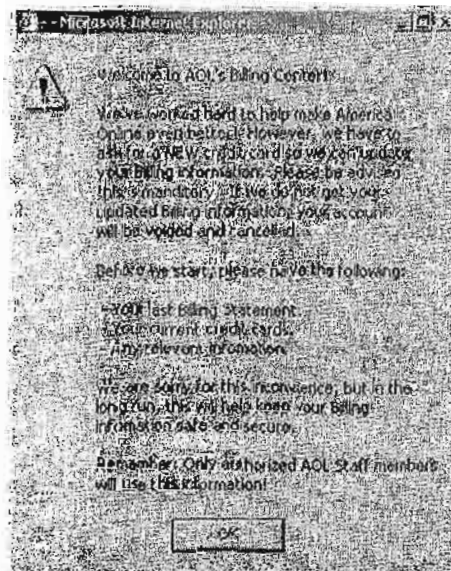 - - Microsoft Internet Explorer
Welcome to AOL's Billing Center!
We've worked hard to help make America
Online even better! However, we have to
ask for a NEW credit card so we can update
your Billing information. Please be advised
this is manditory. If we do not get your
updated Billing information, your account
will be voided and cancelled.
Before we start, please have the following:
- Your last Billing Statement
- Your current credit cards.
- Any relevent infomation
We are sorry for this inconvience, but in the
long run, this will help keep your Billing
infomation safe and secure.
Remember: Only authorized AOL Staff members
will use this information!
OK